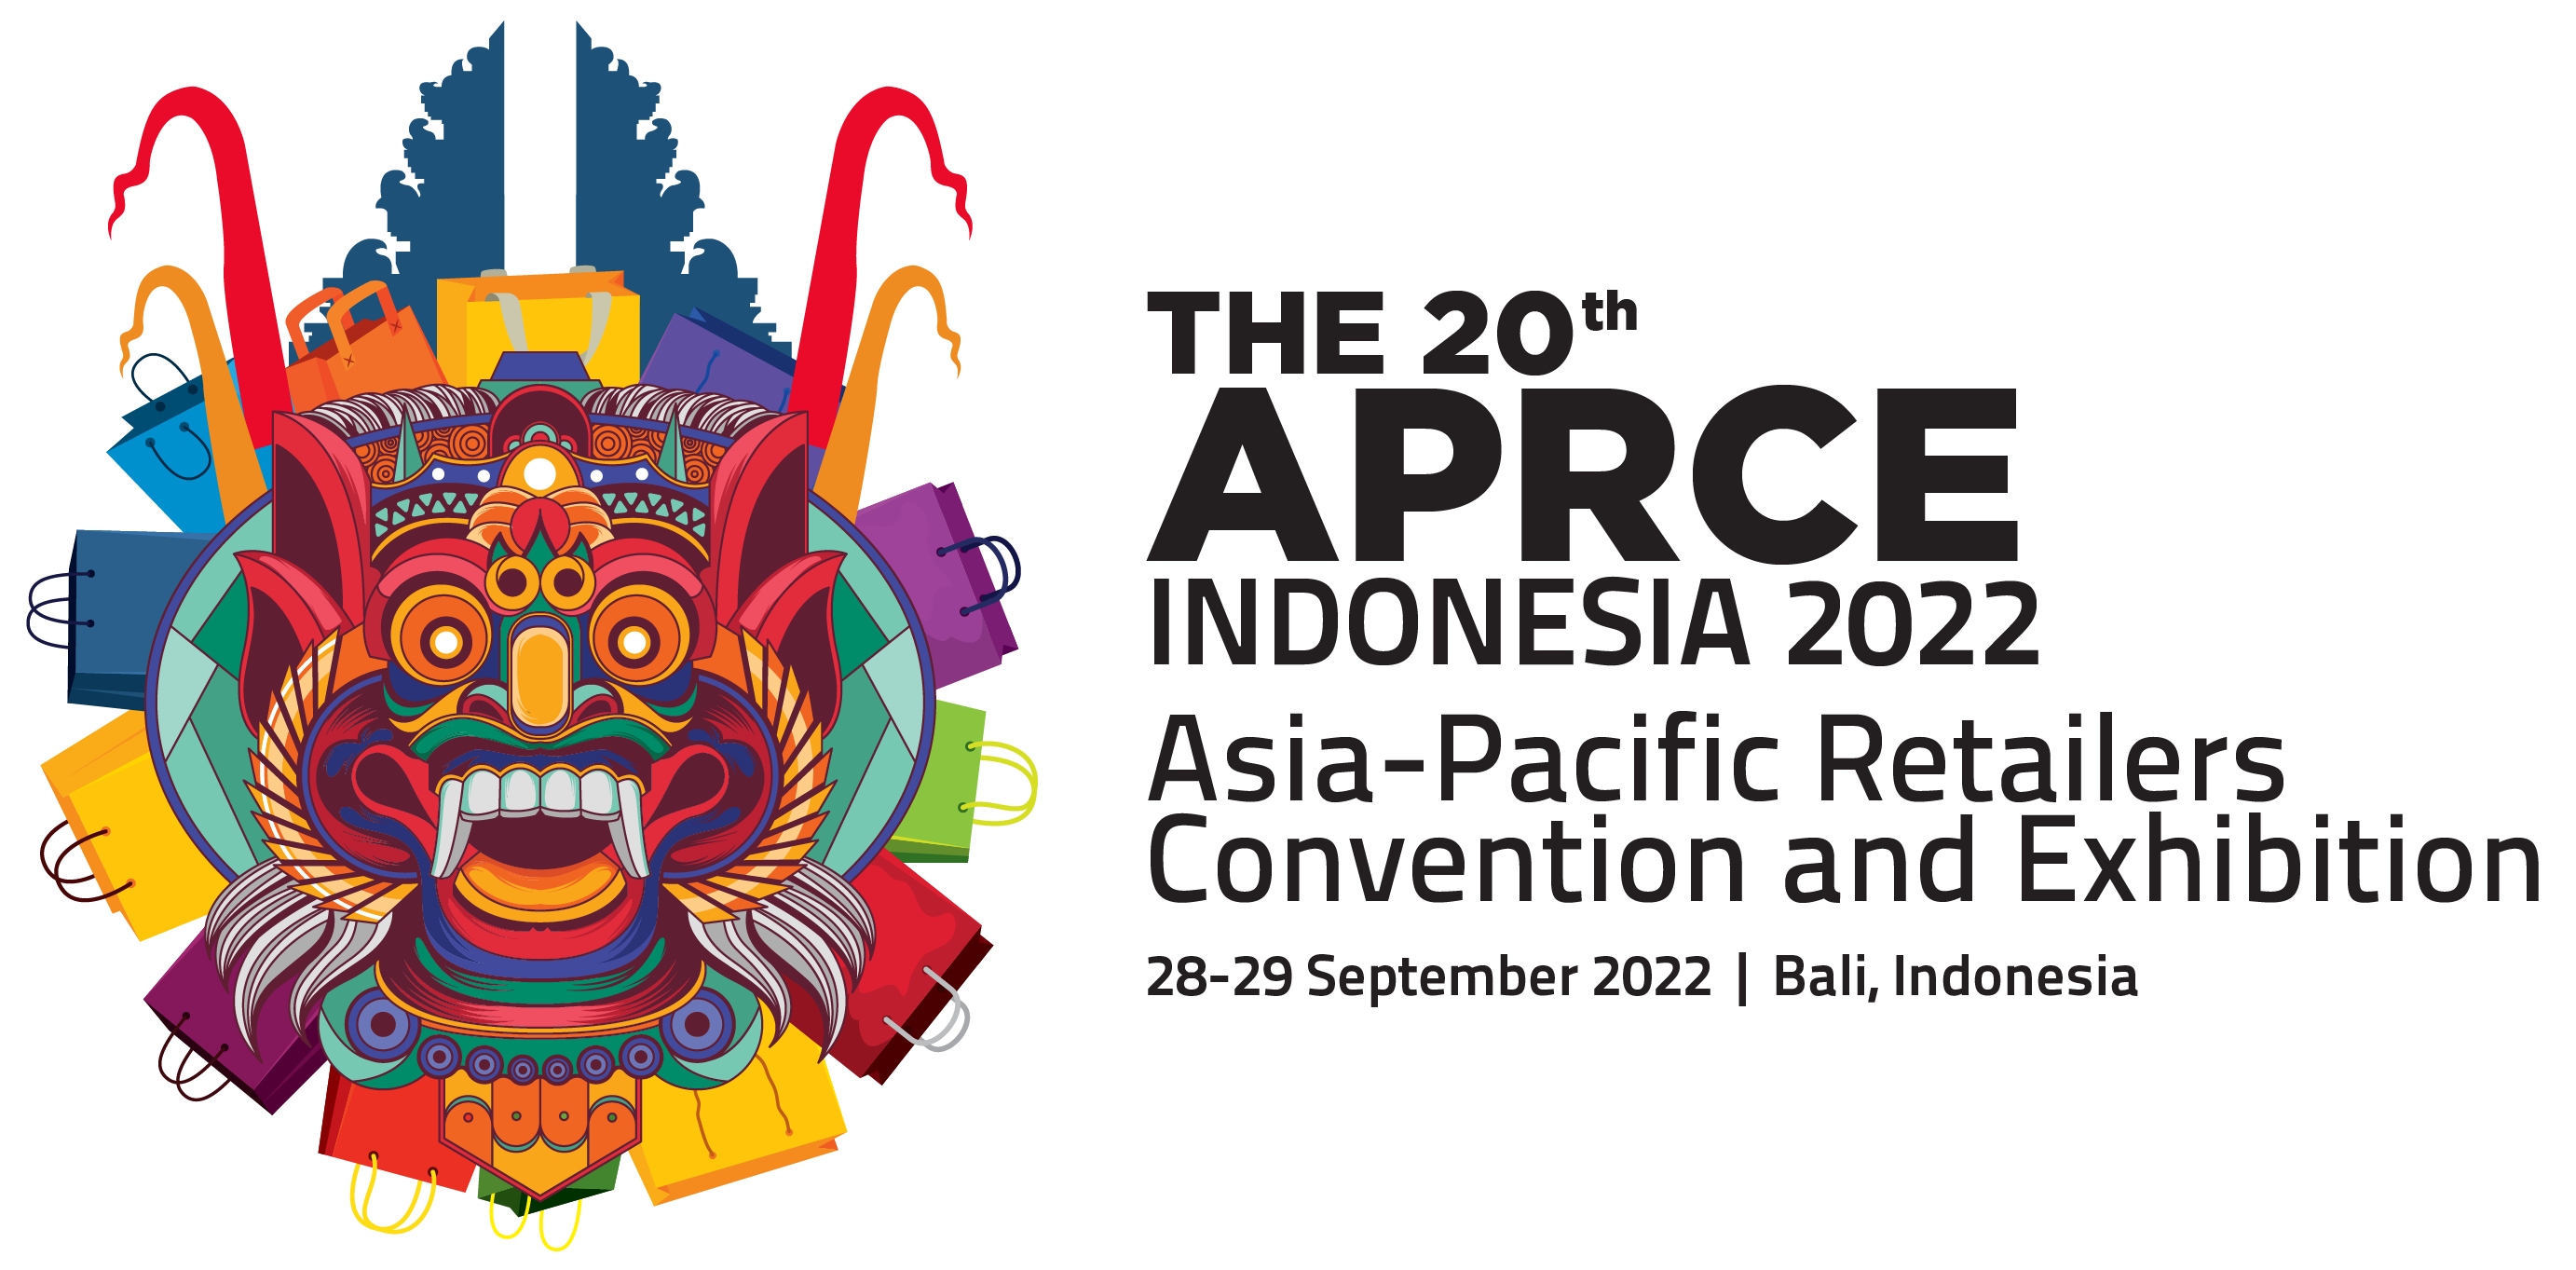 THE 20th
APRCE
INDONESIA 2022
Asia-Pacific Retailers
Convention and Exhibition
28-29 September 2022 | Bali, Indonesia